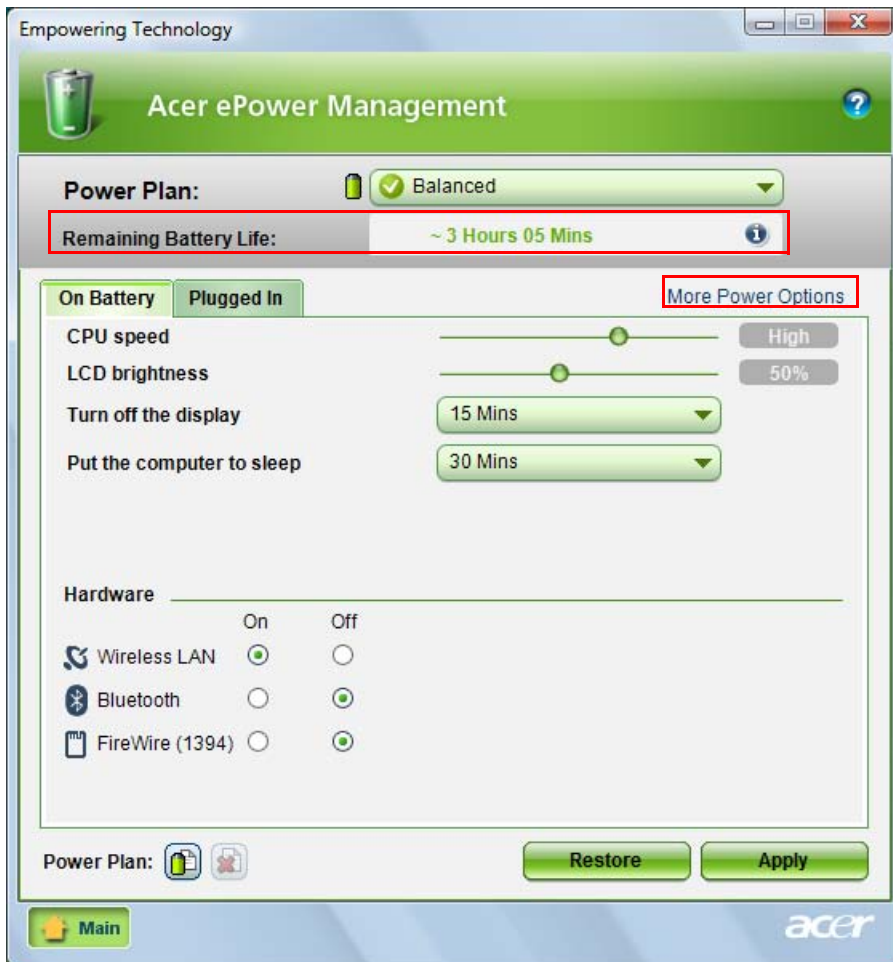 Empowering Technology
Acer ePower Management
?
Power Plan: Balanced
Remaining Battery Life: ~ 3 Hours 05 Mins i
On Battery Plugged In More Power Options
CPU speed High
LCD brightness 50%
Turn off the display 15 Mins
Put the computer to sleep 30 Mins
Hardware
On Off
Wireless LAN
Bluetooth
FireWire (1394)
Power Plan: Restore Apply
Main acer